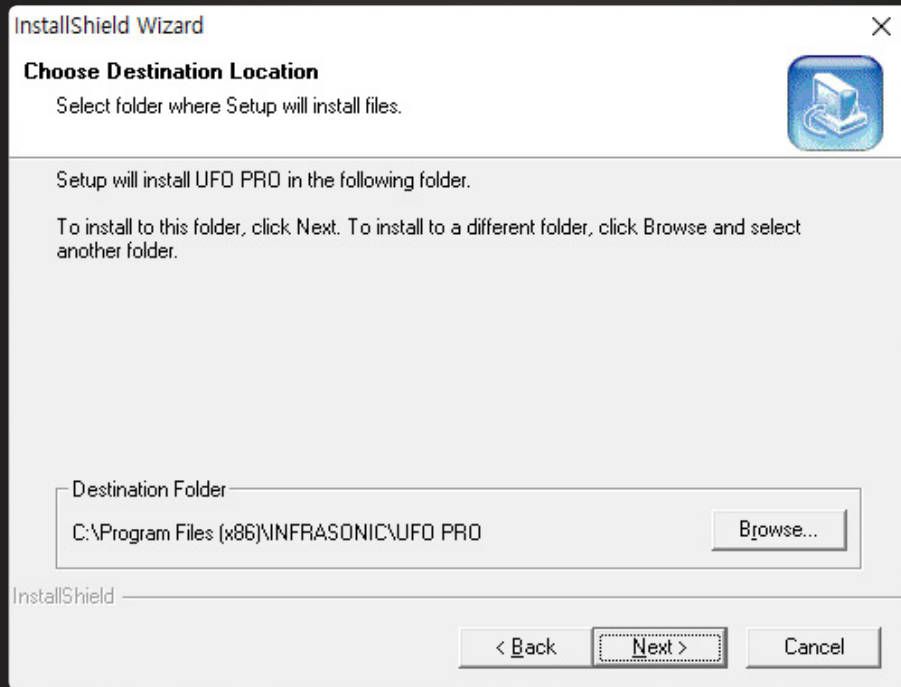 InstallShield Wizard
Choose Destination Location
Select folder where Setup will install files.
Setup will install UFO PRO in the following folder.
To install to this folder, click Next. To install to a different folder, click Browse and select
another folder.
Destination Folder
C:\Program Files (x86)\INFRASONIC\UFO PRO
Browse...
InstallShield
< Back
Next >
Cancel